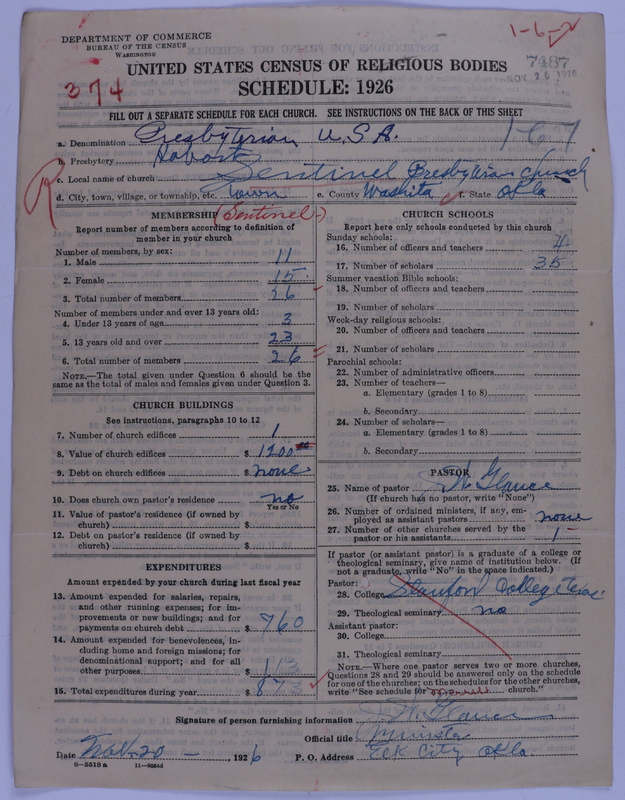 DEPARTMENT OF COMMERCE
BUREAU OF THE CENSUS
WASHINGTON
1-6-2
7487
NOV 26 1926
UNITED STATES CENSUS OF RELIGIOUS BODIES
374
SCHEDULE: 1926
FILL OUT A SEPARATE SCHEDULE FOR EACH CHURCH. SEE INSTRUCTIONS ON THE BACK OF THIS SHEET
a. Denomination Presbyterian U.S.A.
1-67
b. Presbytery Hobart
c. Local name of church Sentinel Presbyterian church
d. City, town, village, or township, etc. town e. County Washita f. State Okla
R
MEMBERSHIP (Sentinel)
Report number of members according to definition of member in your church
Number of members, by sex:
1. Male 11
2. Female 15
3. Total number of members 26
Number of members under and over 13 years old:
4. Under 13 years of age 3
5. 13 years old and over 23
6. Total number of members 26
NOTE.—The total given under Question 6 should be the
same as the total of males and females given under Question 3.
CHURCH BUILDINGS
See instructions, paragraphs 10 to 12
7. Number of church edifices 1
8. Value of church edifices $ 1200 00
9. Debt on church edifices $ none
10. Does church own pastor's residence no
Yes or No
11. Value of pastor's residence (if owned by
church) $
12. Debt on pastor's residence (if owned by
church) $
EXPENDITURES
Amount expended by your church during last fiscal year
13. Amount expended for salaries, repairs,
and other running expenses; for im-
provements or new buildings; and for
payments on church debt $ 760
14. Amount expended for benevolences, in-
cluding home and foreign missions; for
denominational support; and for all
other purposes $ 113
15. Total expenditures during year $ 873
CHURCH SCHOOLS
Report here only schools conducted by this church
Sunday schools:
16. Number of officers and teachers 4
17. Number of scholars 35
Summer vacation Bible schools:
18. Number of officers and teachers
19. Number of scholars
Week-day religious schools:
20. Number of officers and teachers
21. Number of scholars
Parochial schools:
22. Number of administrative officers
23. Number of teachers—
a. Elementary (grades 1 to 8)
b. Secondary
24. Number of scholars—
a. Elementary (grades 1 to 8)
b. Secondary
PASTOR
25. Name of pastor
(If church has no pastor, write "None")
26. Number of ordained ministers, if any, em-
ployed as assistant pastors none
27. Number of other churches served by the
pastor or his assistants 1
If pastor (or assistant pastor) is a graduate of a college or
theological seminary, give name of institution below. (If
not a graduate, write "No" in the space indicated.)
Pastor:
28. College Stanton College Texas
29. Theological seminary no
Assistant pastor:
30. College
31. Theological seminary
NOTE.—Where one pastor serves two or more churches,
Questions 28 and 29 should be answered only on the schedule
for one of the churches; on the schedules for the other churches,
write "See schedule for church."
Signature of person furnishing information
Official title Minister
Date Nov. 20, 1926 P. O. Address Elk City Okla.
8—5518a 11—9554d